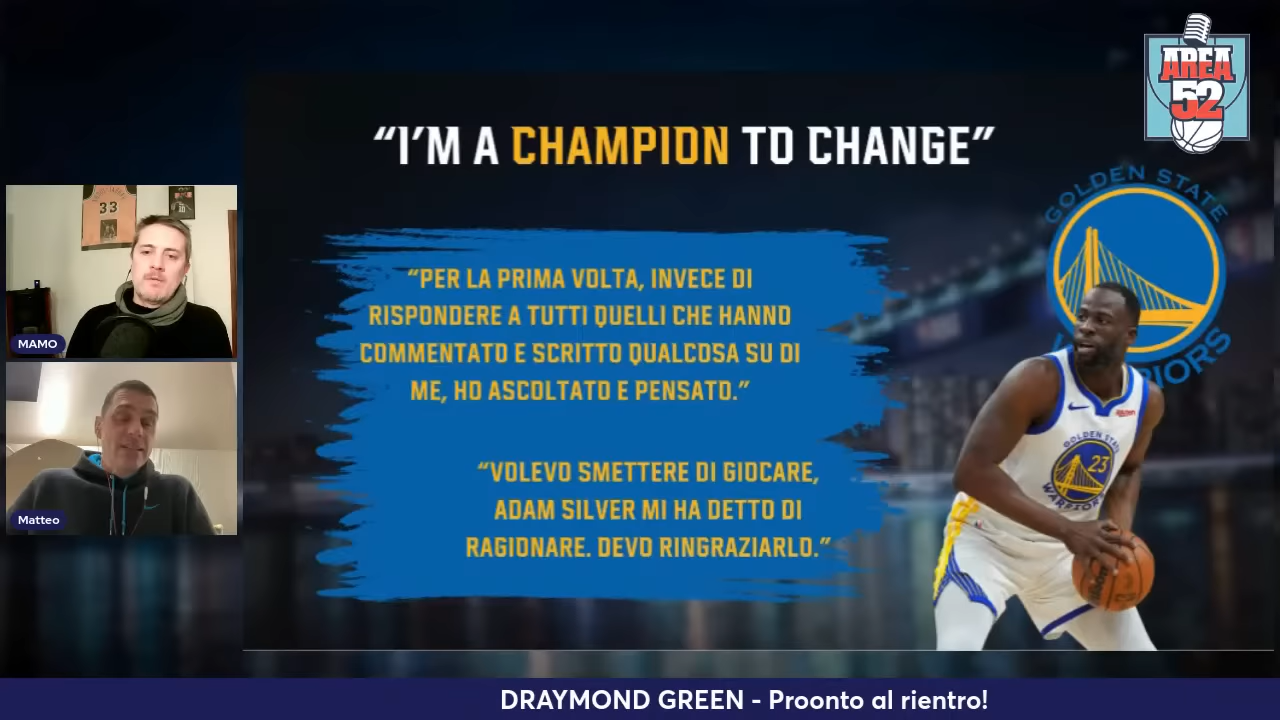 AREA
52
"I'M A CHAMPION TO CHANGE"
GOLDEN STATE
WARRIORS
33
MAMO
"PER LA PRIMA VOLTA, INVECE DI
RISPONDERE A TUTTI QUELLI CHE HANNO
COMMENTATO E SCRITTO QUALCOSA SU DI
ME, HO ASCOLTATO E PENSATO."
Matteo
"VOLEVO SMETTERE DI GIOCARE,
ADAM SILVER MI HA DETTO DI
RAGIONARE. DEVO RINGRAZIARLO."
GOLDEN STATE
23
WARRIORS
DRAYMOND GREEN - Proonto al rientro!